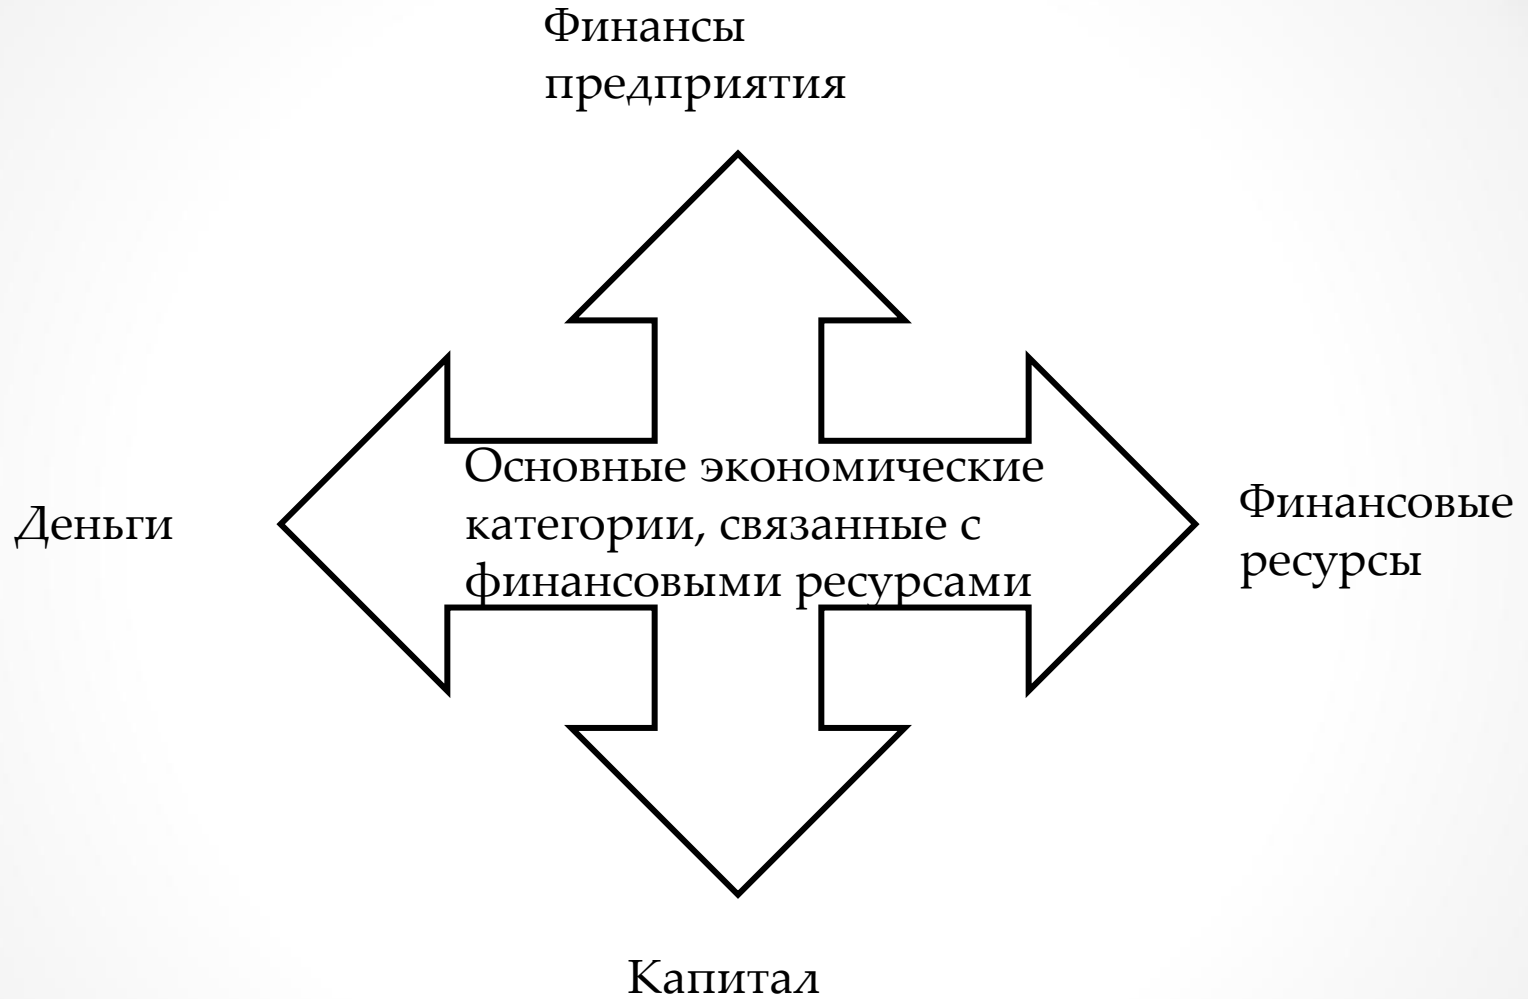 Финансы
предприятия
Основные экономические
категории, связанные с
финансовыми ресурсами
Деньги
Финансовые
ресурсы
Капитал